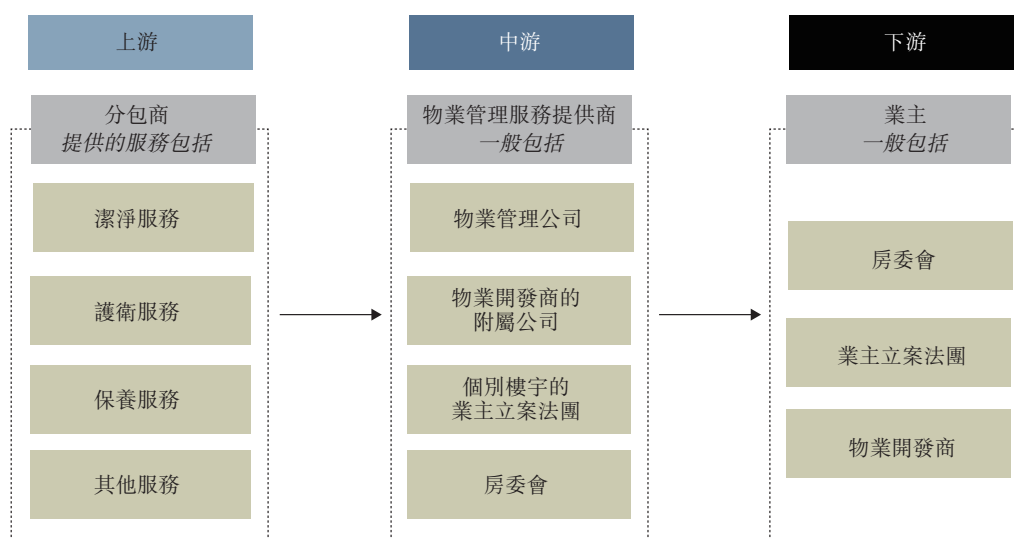 上游
分包商
提供的服務包括
潔淨服務
護衛服務
保養服務
其他服務
中游
物業管理服務提供商
一般包括
物業管理公司
物業開發商的
附屬公司
個別樓宇的
業主立案法團
房委會
下游
業主
一般包括
房委會
業主立案法團
物業開發商